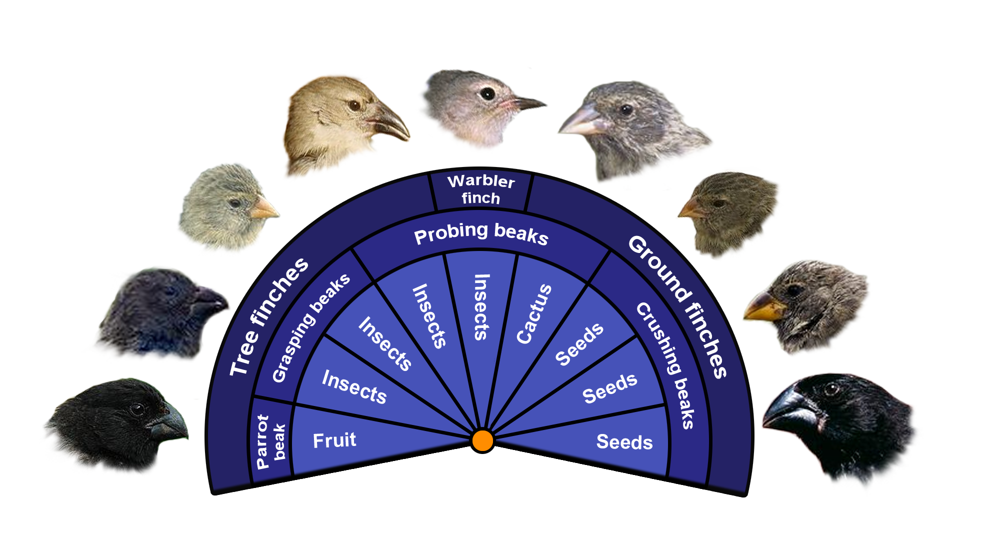 Warbler
finch
Tree finches
Ground finches
Probing beaks
Grasping beaks
Crushing beaks
Parrot
beak
Fruit
Insects
Insects
Insects
Insects
Cactus
Seeds
Seeds
Seeds